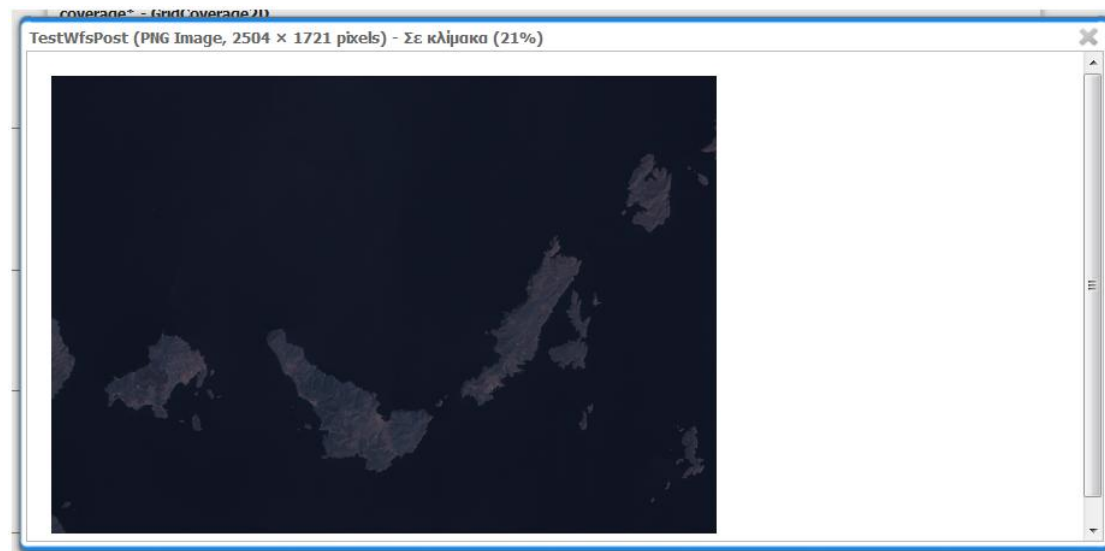 coverage* - GridCoverage2D
TestWfsPost (PNG Image, 2504 × 1721 pixels) - Σε κλίμακα (21%)